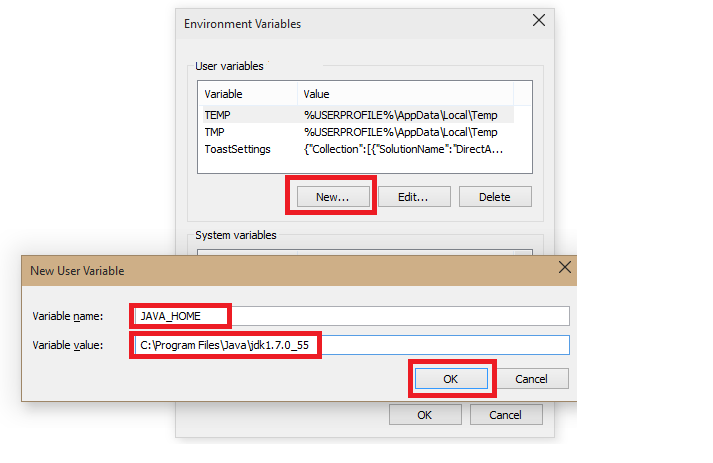 Environment Variables
User variables
Variable Value
TEMP %USERPROFILE%\AppData\Local\Temp
TMP %USERPROFILE%\AppData\Local\Temp
ToastSettings {"Collection":[{"SolutionName":"DirectA...
New... Edit... Delete
System variables
New User Variable
Variable name: JAVA_HOME
Variable value: C:\Program Files\Java\jdk1.7.0_55
OK Cancel
OK Cancel